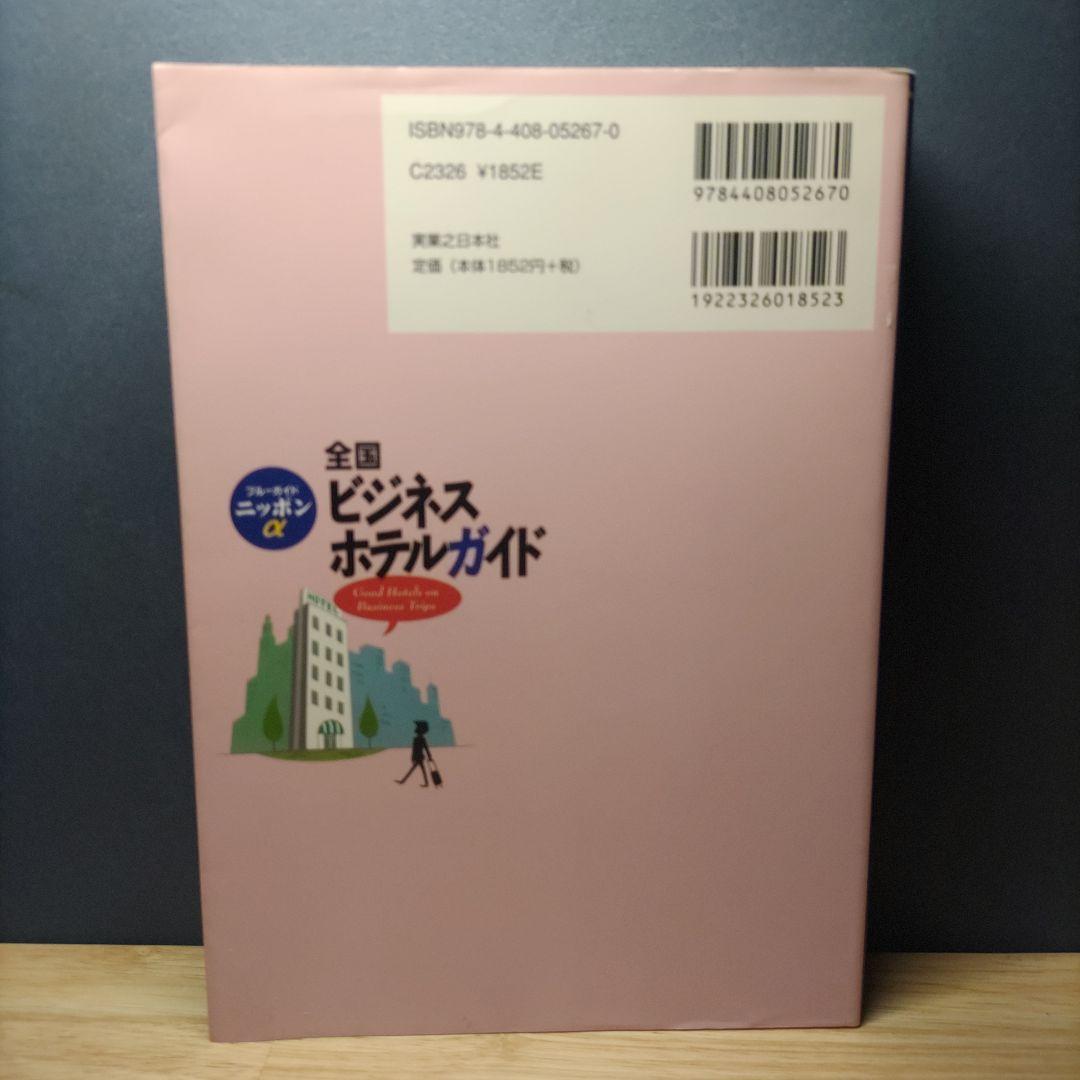 ISBN978-4-408-05267-0
C2326 ¥1852E
9784408052670
実業之日本社
定価(本体1852円+税)
1922326018523
全国
ブルーガイド
ニッポン
α
ビジネス
ホテルガイド
Good Hotels on
Business Trips
HOTEL